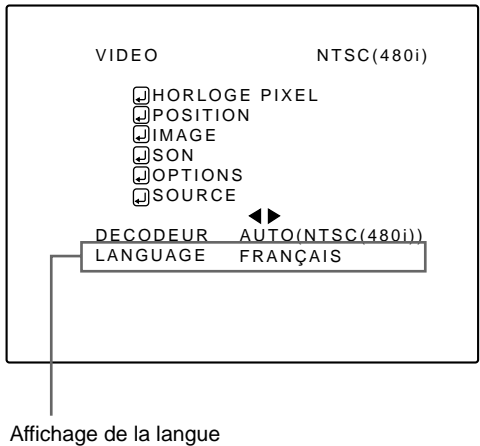 VIDEO NTSC(480i)
HORLOGE PIXEL
POSITION
IMAGE
SON
OPTIONS
SOURCE
DECODEUR AUTO(NTSC(480i))
LANGUAGE FRANÇAIS
Affichage de la langue